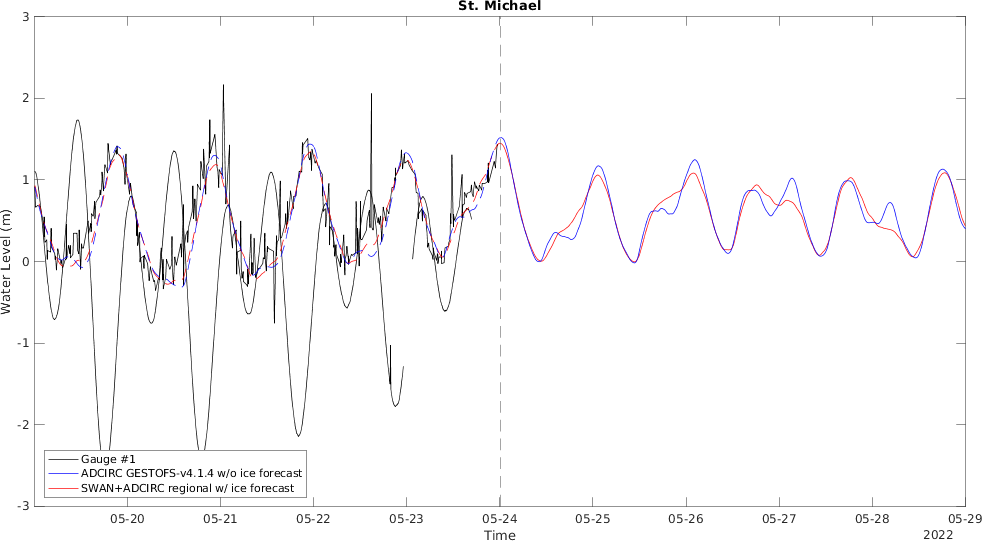 St. Michael
3
2
1
0
-1
-2
-3
Water Level (m)
Gauge #1
ADCIRC GESTOFS-v4.1.4 w/o ice forecast
SWAN+ADCIRC regional w/ ice forecast
05-20 05-21 05-22 05-23 05-24 05-25 05-26 05-27 05-28 05-29
Time
2022